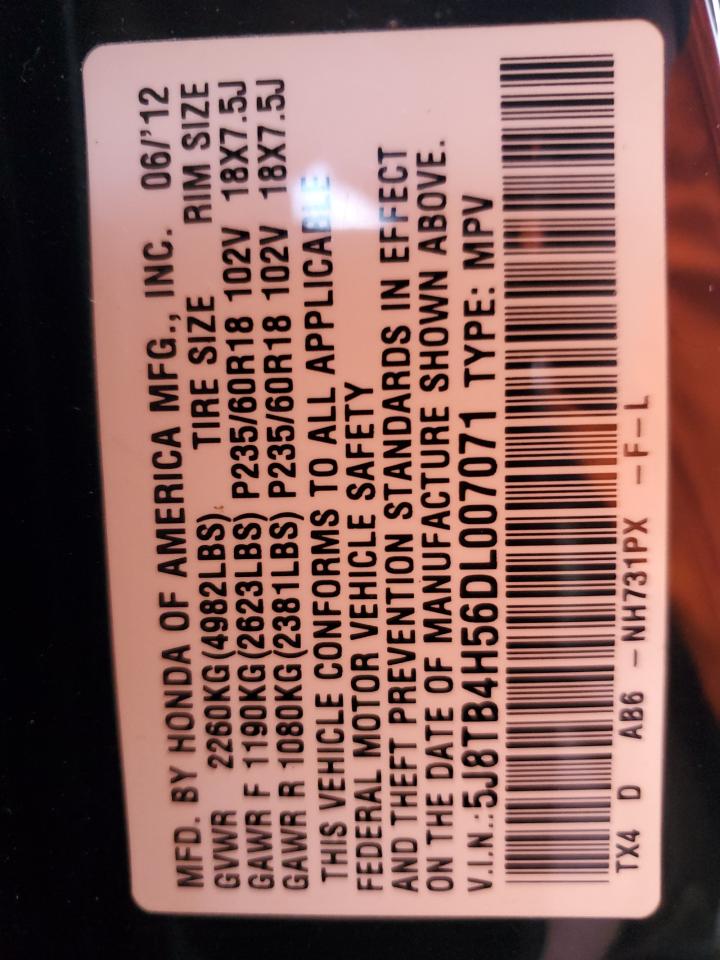 MFD. BY HONDA OF AMERICA MFG., INC. 06/'12
TIRE SIZE RIM SIZE
GVWR 2260KG(4982LBS)
GAWR F 1190KG(2623LBS) P235/60R18 102V 18X7.5J
GAWR R 1080KG(2381LBS) P235/60R18 102V 18X7.5J
THIS VEHICLE CONFORMS TO ALL APPLICABLE
FEDERAL MOTOR VEHICLE SAFETY
AND THEFT PREVENTION STANDARDS IN EFFECT
ON THE DATE OF MANUFACTURE SHOWN ABOVE.
V.I.N.:5J8TB4H56DL007071 TYPE: MPV
TX4 D AB6 -NH731PX -F-L